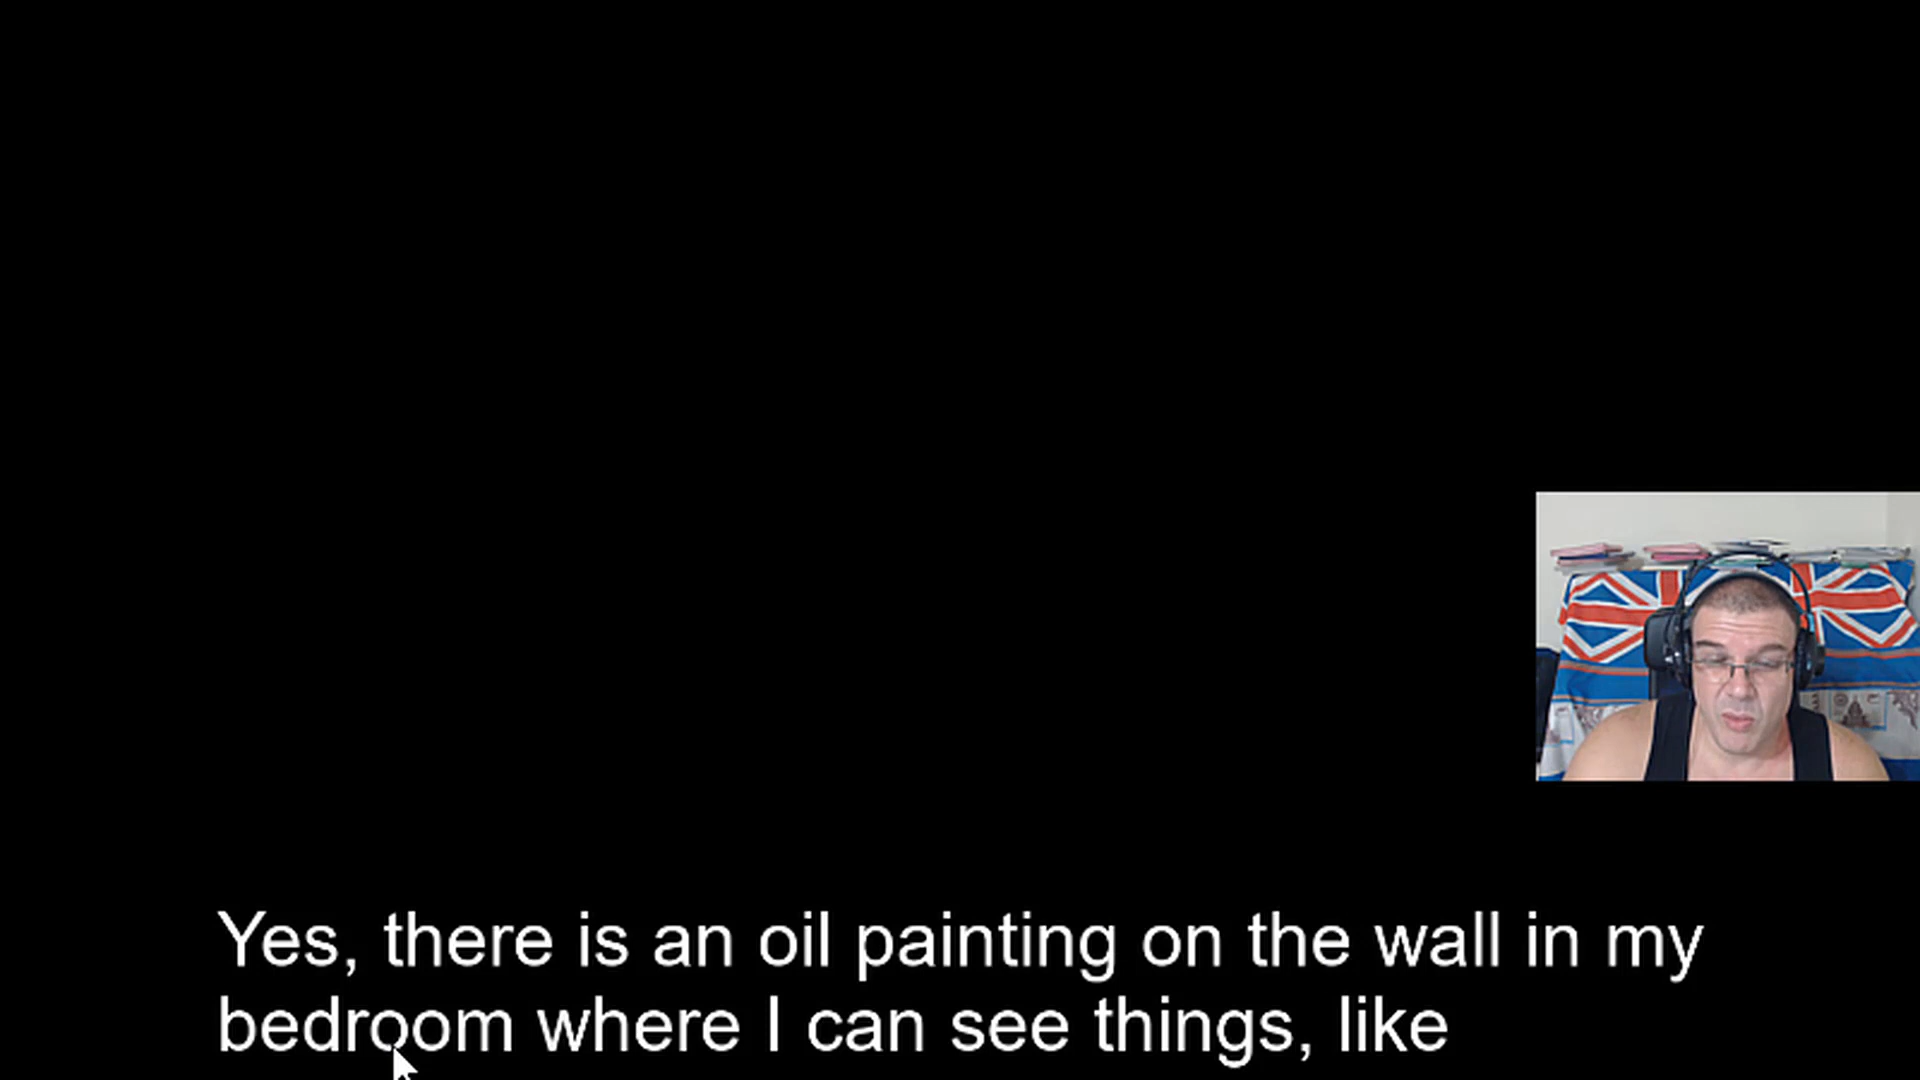 Yes, there is an oil painting on the wall in my
bedroom where I can see things, like